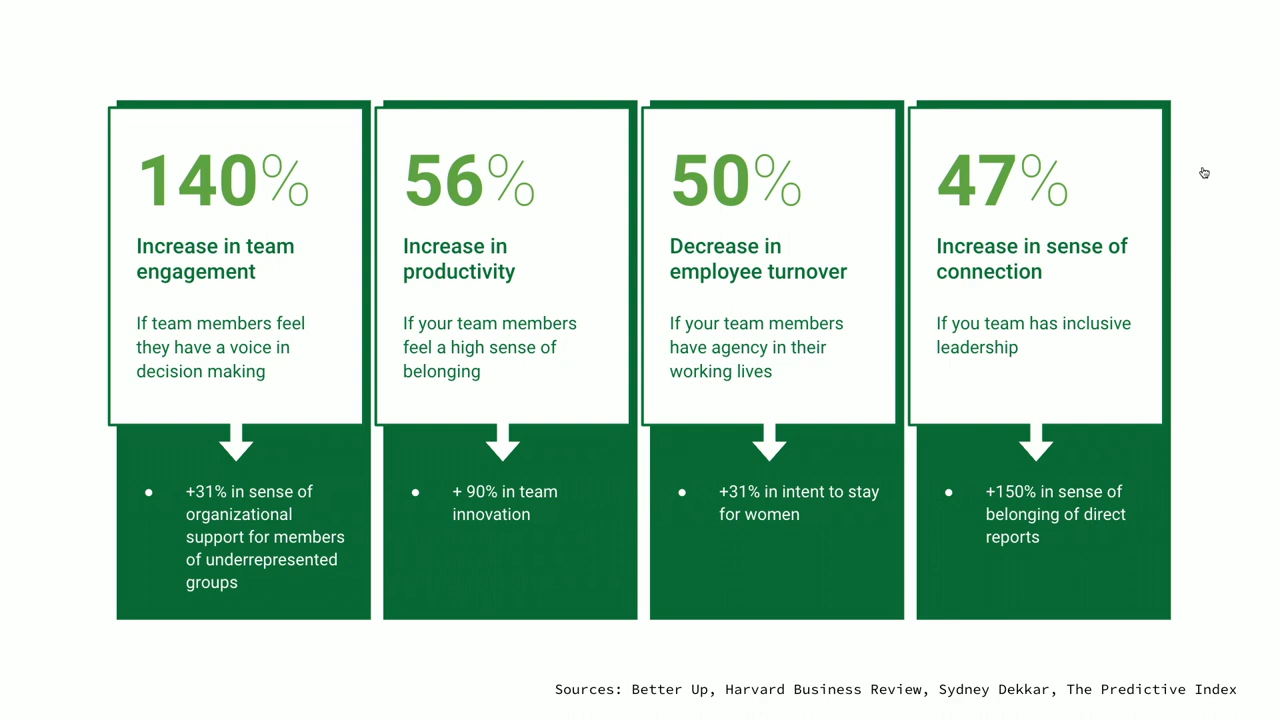 140%
Increase in team
engagement
If team members feel
they have a voice in
decision making
● +31% in sense of
organizational
support for members
of underrepresented
groups
56%
Increase in
productivity
If your team members
feel a high sense of
belonging
● + 90% in team
innovation
50%
Decrease in
employee turnover
If your team members
have agency in their
working lives
● +31% in intent to stay
for women
47%
Increase in sense of
connection
If you team has inclusive
leadership
● +150% in sense of
belonging of direct
reports
Sources: Better Up, Harvard Business Review, Sydney Dekkar, The Predictive Index